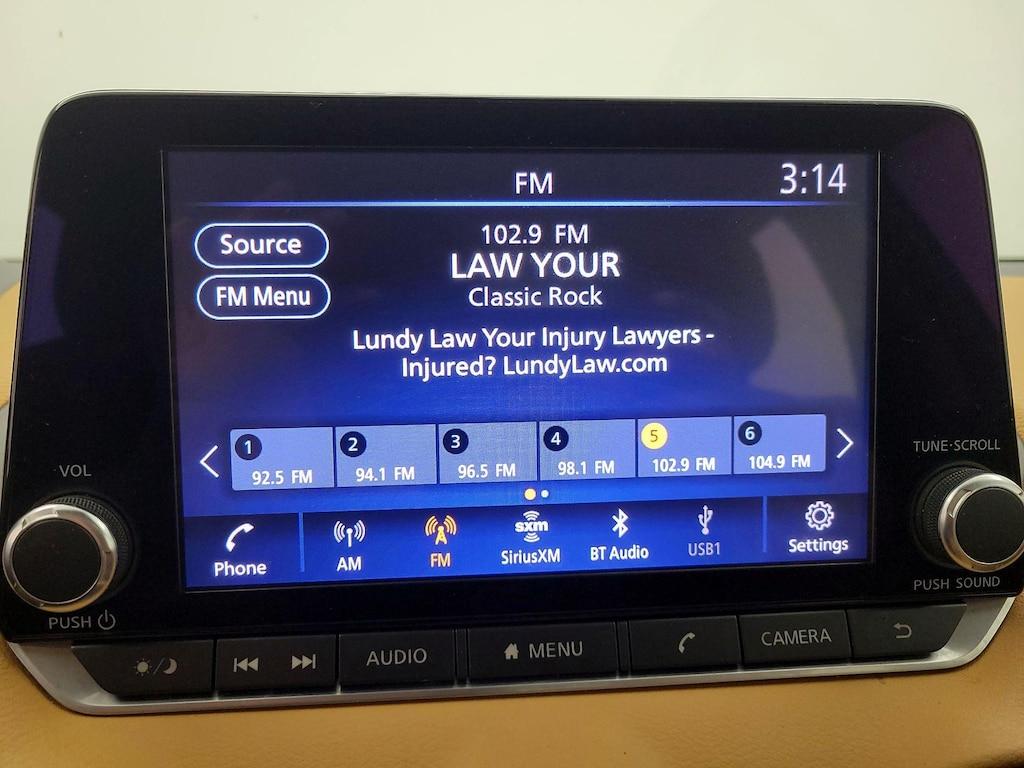 FM
3:14
Source
FM Menu
102.9 FM
LAW YOUR
Classic Rock
Lundy Law Your Injury Lawyers -
Injured? LundyLaw.com
1 2 3 4 5 6
92.5 FM 94.1 FM 96.5 FM 98.1 FM 102.9 FM 104.9 FM
Phone
AM
FM
sxm
SiriusXM
BT Audio
USB1
Settings
VOL
PUSH
TUNE·SCROLL
PUSH SOUND
AUDIO
MENU
CAMERA